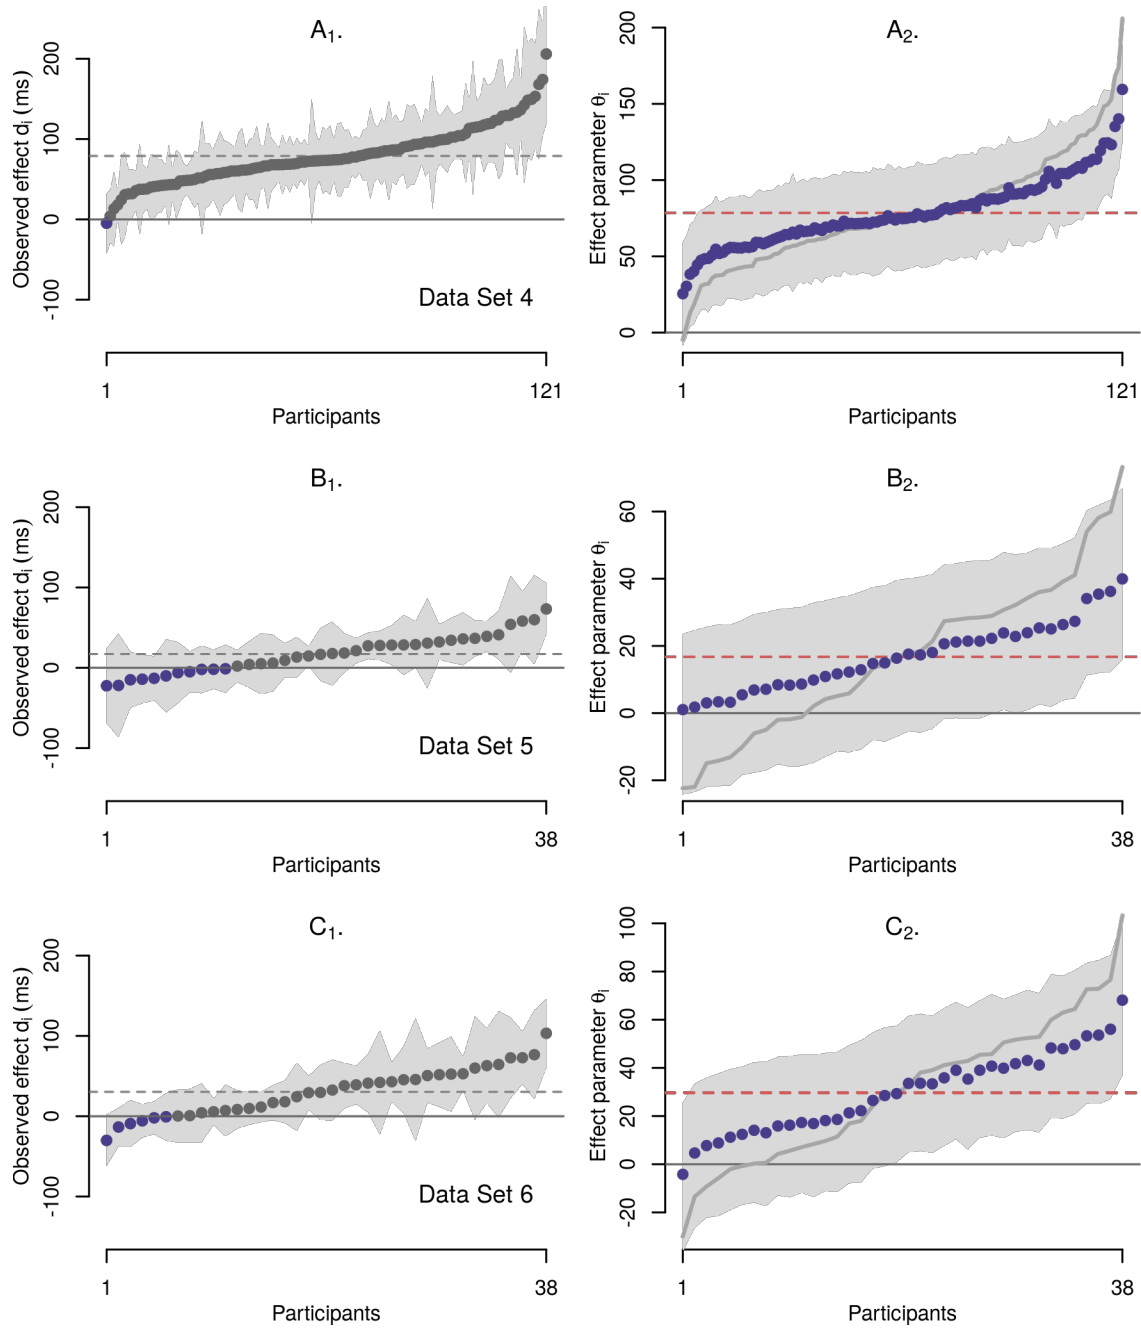 A1.
Observed effect di (ms)
200
100
0
-100
Data Set 4
1
121
Participants
A2.
Effect parameter θi
200
150
100
50
0
1
121
Participants
B1.
Observed effect di (ms)
200
100
0
-100
Data Set 5
1
38
Participants
B2.
Effect parameter θi
60
40
20
0
-20
1
38
Participants
C1.
Observed effect di (ms)
200
100
0
-100
Data Set 6
1
38
Participants
C2.
Effect parameter θi
100
80
60
40
20
0
-20
1
38
Participants